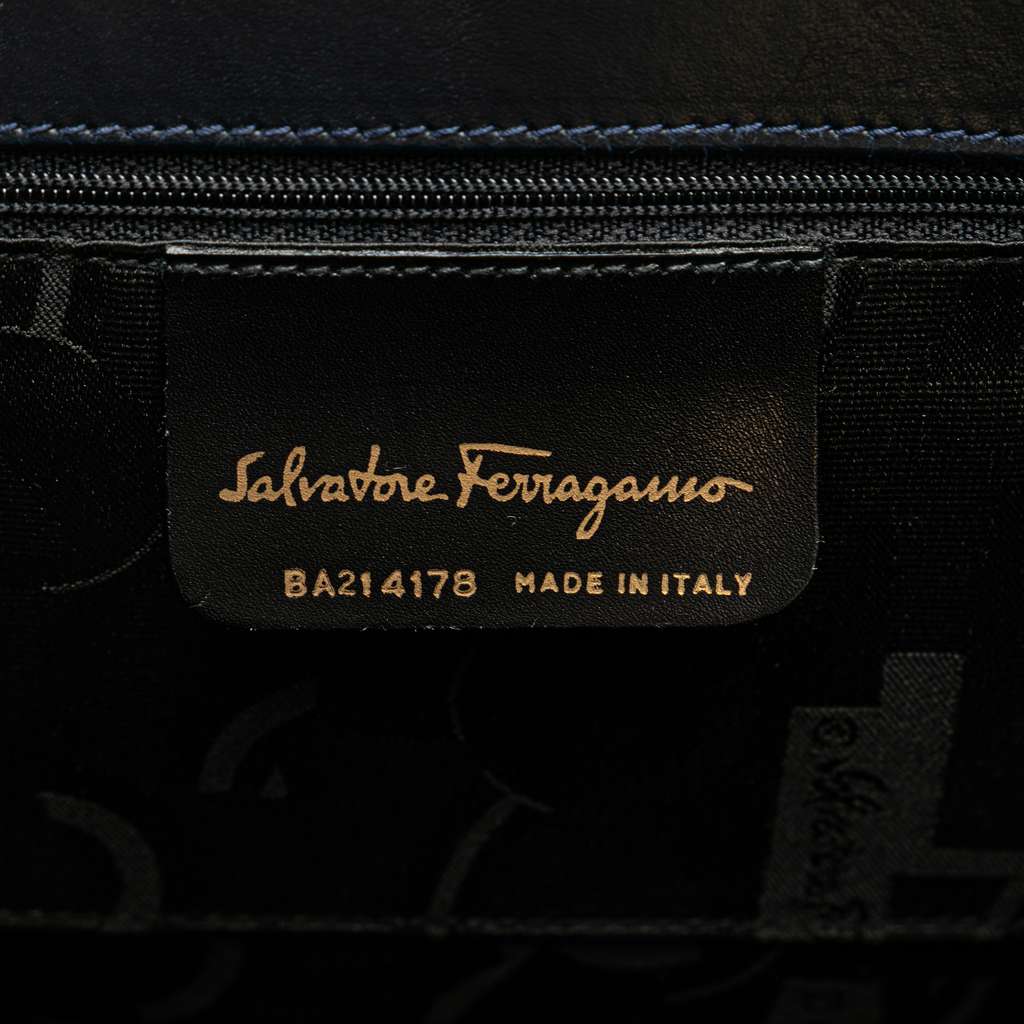 Salvatore Ferragamo
BA214178 MADE IN ITALY